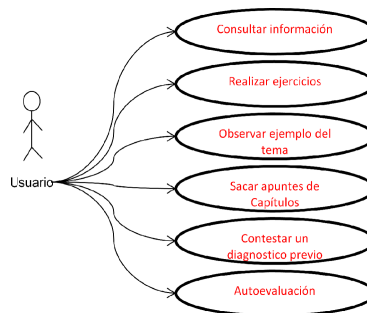 Consultar información
Realizar ejercicios
Observar ejemplo del
tema
Usuario
Sacar apuntes de
Capítulos
Contestar un
diagnostico previo
Autoevaluación